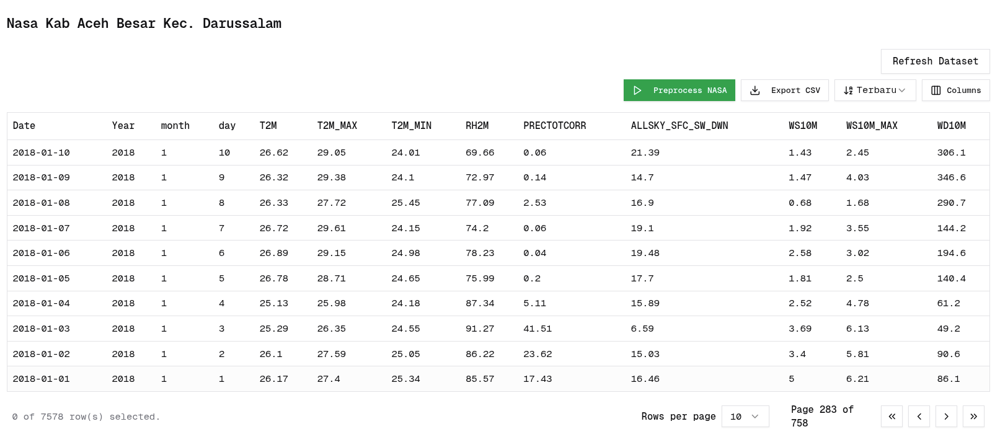 Nasa Kab Aceh Besar Kec. Darussalam
Refresh Dataset
Preprocess NASA Export CSV Terbaru Columns
Date Year month day T2M T2M_MAX T2M_MIN RH2M PRECTOTCORR ALLSKY_SFC_SW_DWN WS10M WS10M_MAX WD10M
2018-01-10 2018 1 10 26.62 29.05 24.01 69.66 0.06 21.39 1.43 2.45 306.1
2018-01-09 2018 1 9 26.32 29.38 24.1 72.97 0.14 14.7 1.47 4.03 346.6
2018-01-08 2018 1 8 26.33 27.72 25.45 77.09 2.53 16.9 0.68 1.68 290.7
2018-01-07 2018 1 7 26.72 29.61 24.15 74.2 0.06 19.1 1.92 3.55 144.2
2018-01-06 2018 1 6 26.89 29.15 24.98 78.23 0.04 19.48 2.58 3.02 194.6
2018-01-05 2018 1 5 26.78 28.71 24.65 75.99 0.2 17.7 1.81 2.5 140.4
2018-01-04 2018 1 4 25.13 25.98 24.18 87.34 5.11 15.89 2.52 4.78 61.2
2018-01-03 2018 1 3 25.29 26.35 24.55 91.27 41.51 6.59 3.69 6.13 49.2
2018-01-02 2018 1 2 26.1 27.59 25.05 86.22 23.62 15.03 3.4 5.81 90.6
2018-01-01 2018 1 1 26.17 27.4 25.34 85.57 17.43 16.46 5 6.21 86.1
0 of 7578 row(s) selected. Rows per page 10 Page 283 of
758